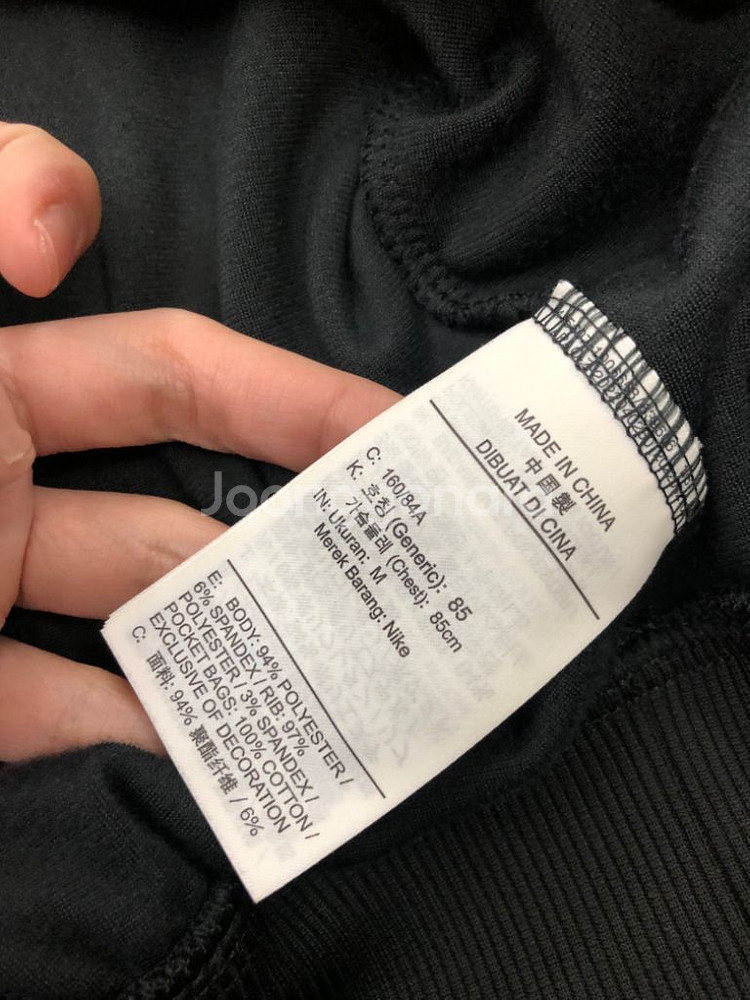 MADE IN CHINA
中国製
DIBUAT DI CINA
C: 160/84A
K: 호칭 (Generic): 85
가슴둘레 (Chest): 85cm
IN: Ukuran: M
Merek Barang: Nike
E: BODY: 94% POLYESTER /
6% SPANDEX / RIB: 97%
POLYESTER / 3% SPANDEX /
POCKET BAGS: 100% COTTON /
EXCLUSIVE OF DECORATION
C: 面料: 94% 聚酯纤维 / 6%